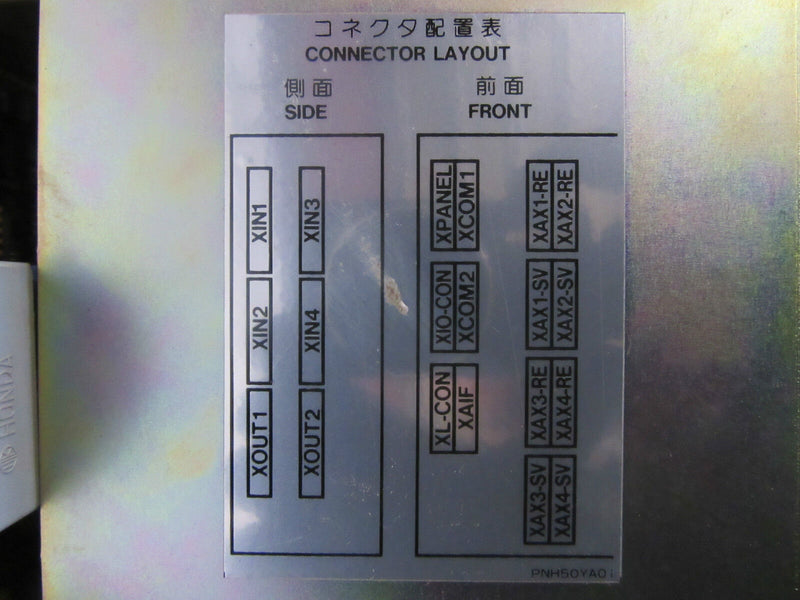 コネクタ配置表
CONNECTOR LAYOUT
側面
SIDE
XIN1
XIN3
XIN2
XIN4
XOUT1
XOUT2
前面
FRONT
XPANEL
XCOM1
XAX1-RE
XAX2-RE
XIO-CON
XCOM2
XAX1-SV
XAX2-SV
XL-CON
XAIF
XAX3-RE
XAX4-RE
XAX3-SV
XAX4-SV
HONDA